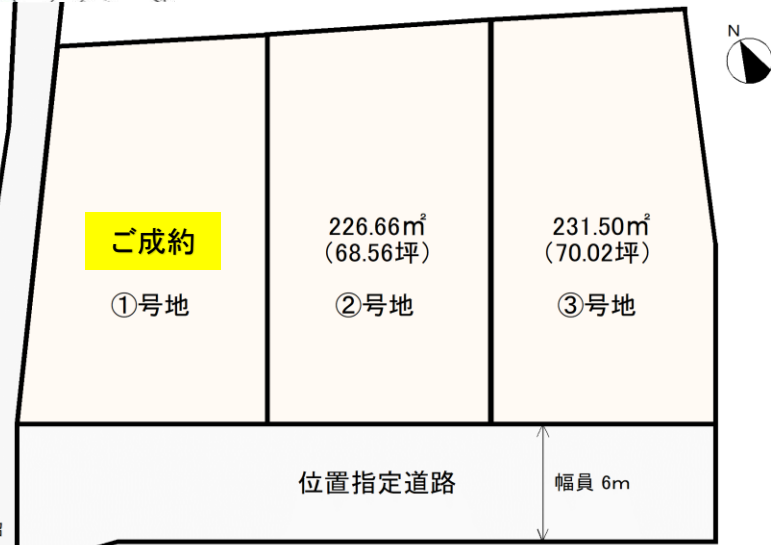 N
ご成約
①号地
226.66㎡
（68.56坪）
②号地
231.50㎡
（70.02坪）
③号地
位置指定道路
幅員 6m